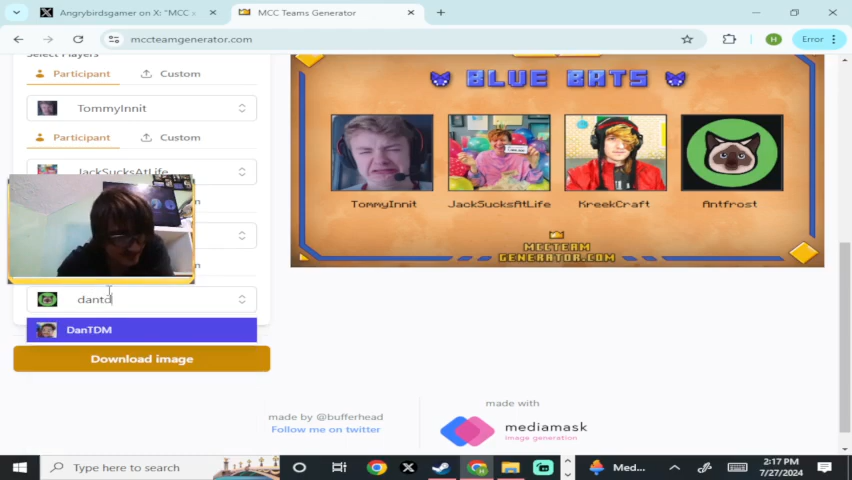 Angrybirdsgamer on X: "MCC x
MCC Teams Generator
mccteamgenerator.com
H
Error
Select Players
Participant
Custom
TommyInnit
Participant
Custom
JackSucksAtLife
dantd
DanTDM
Download image
BLUE BATS
TommyInnit
JackSucksAtLife
KreekCraft
Antfrost
MCCTEAM
GENERATOR.COM
made by @bufferhead
Follow me on twitter
made with
mediamask
image generation
Type here to search
Med...
2:17 PM
7/27/2024